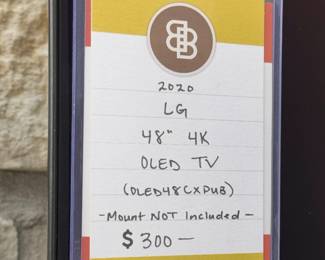 2020
LG
48" 4K
OLED TV
(OLED48CXPUB)
-Mount NOT Included-
$300-